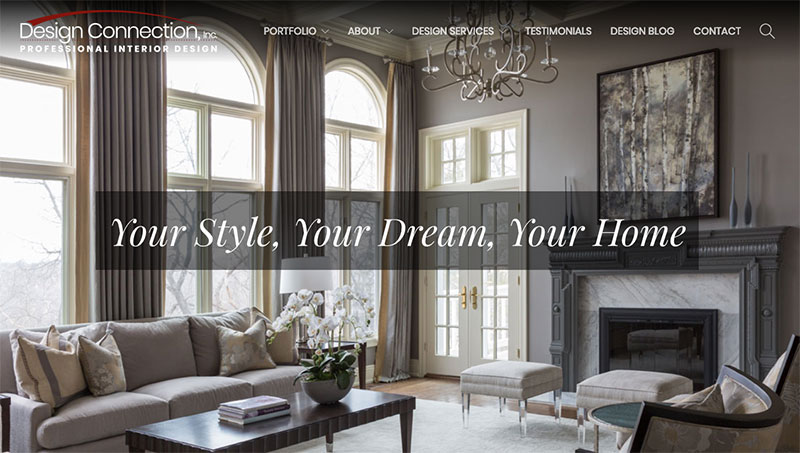 Design Connection, Inc.
PROFESSIONAL INTERIOR DESIGN
PORTFOLIO ABOUT DESIGN SERVICES TESTIMONIALS DESIGN BLOG CONTACT
Your Style, Your Dream, Your Home